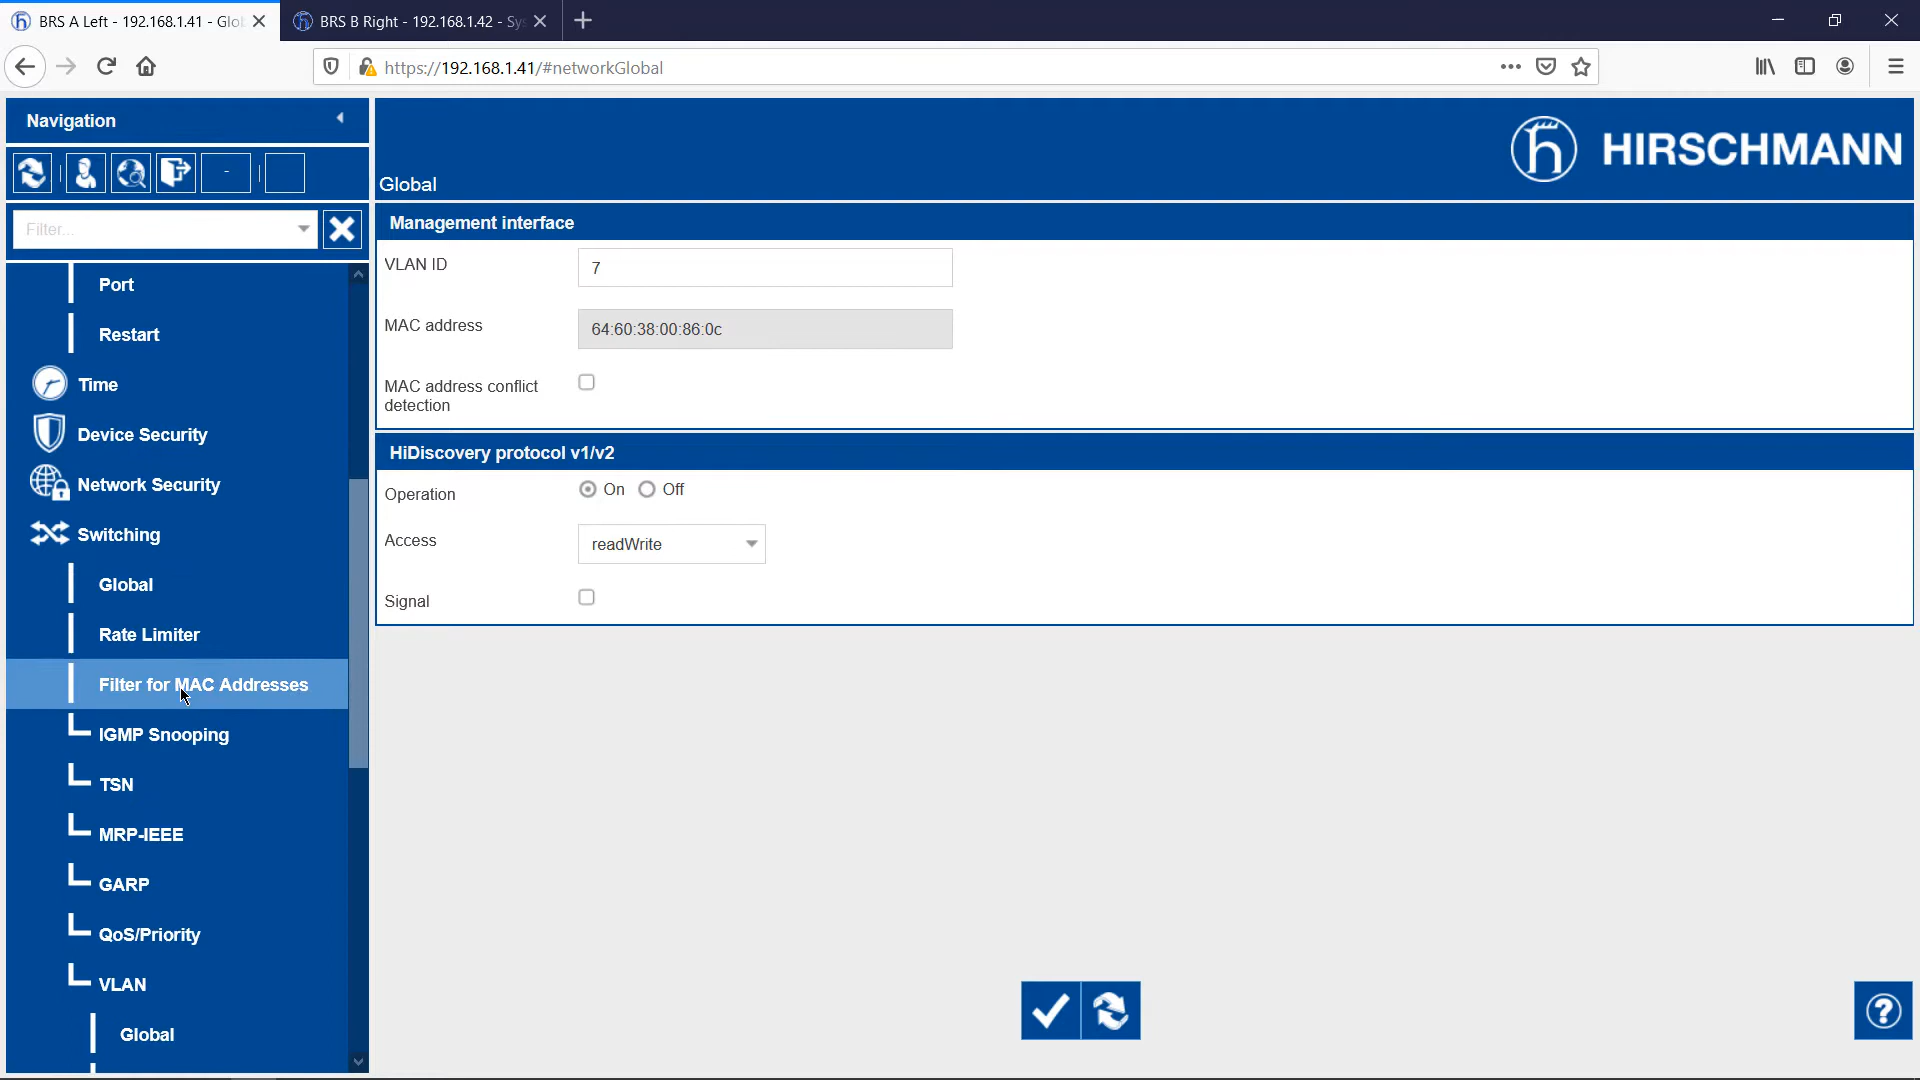 BRS A Left - 192.168.1.41 - Glo
BRS B Right - 192.168.1.42 - Sy
https://192.168.1.41/#networkGlobal
Navigation
-
Filter...
Port
Restart
Time
Device Security
Network Security
Switching
Global
Rate Limiter
Filter for MAC Addresses
IGMP Snooping
TSN
MRP-IEEE
GARP
QoS/Priority
VLAN
Global
Global
HIRSCHMANN
Management interface
VLAN ID
7
MAC address
64:60:38:00:86:0c
MAC address conflict
detection
HiDiscovery protocol v1/v2
Operation
On Off
Access
readWrite
Signal